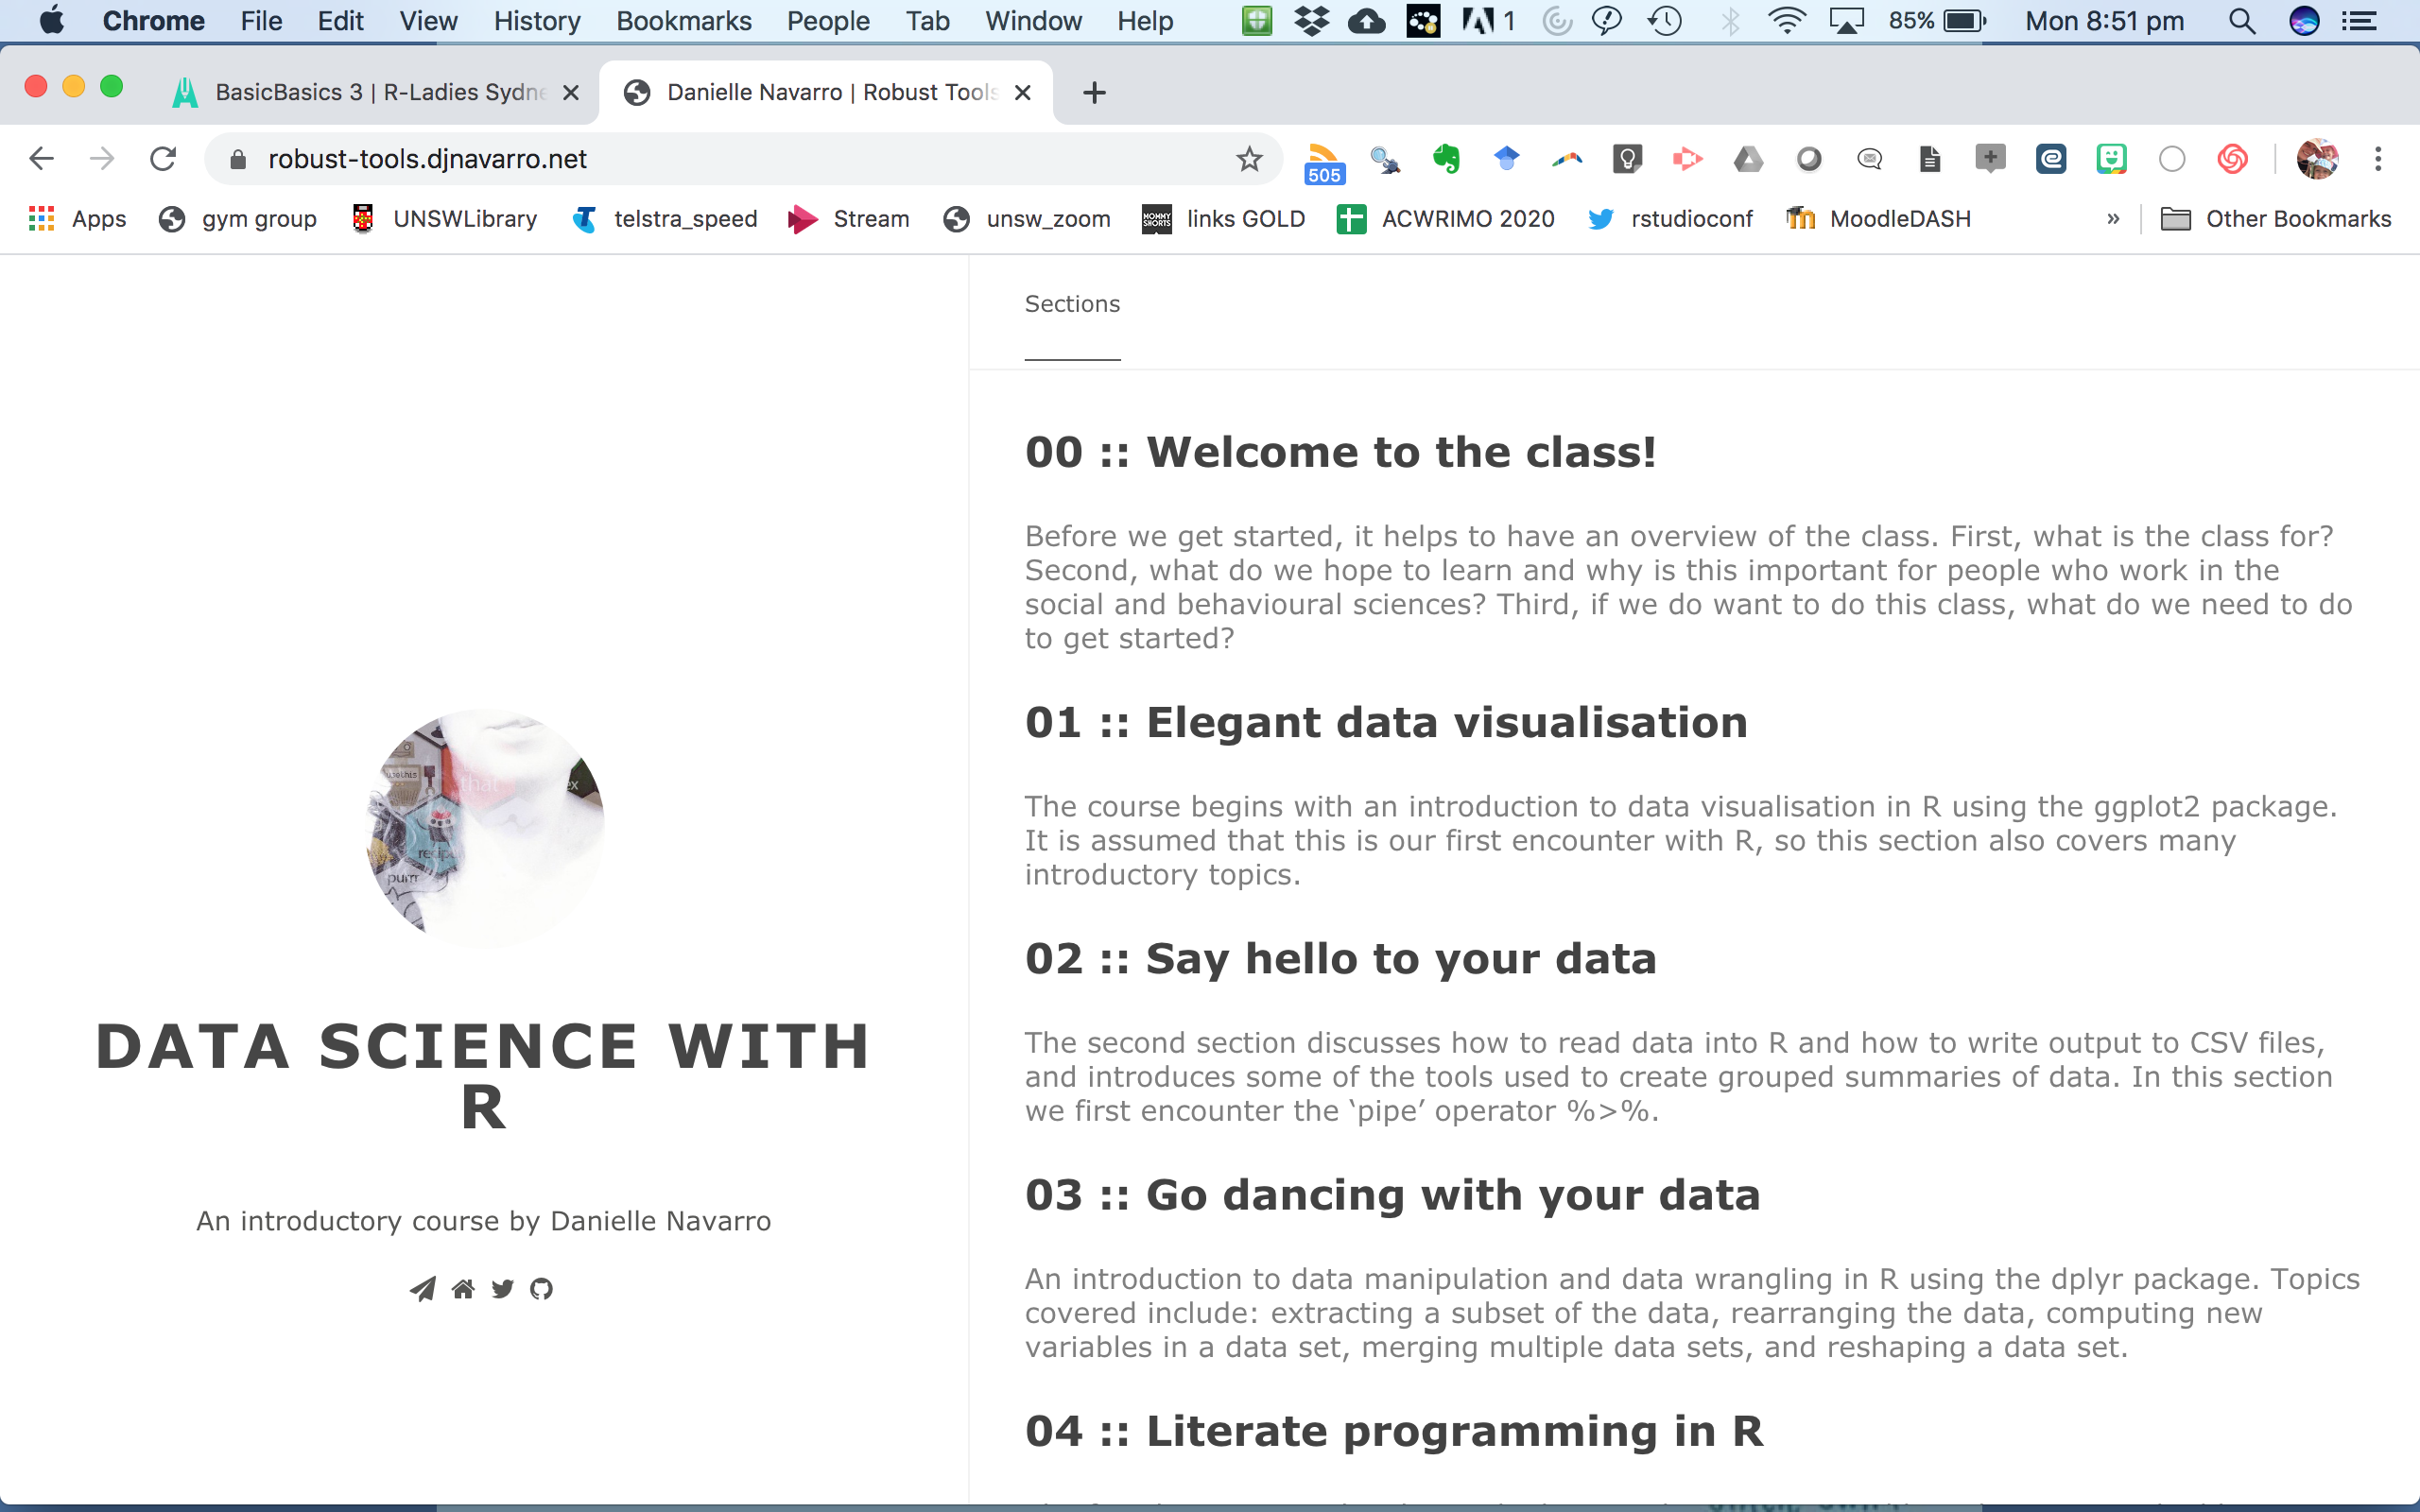 Chrome File Edit View History Bookmarks People Tab Window Help 1 85% Mon 8:51 pm
BasicBasics 3 | R-Ladies Sydne
Danielle Navarro | Robust Tools
robust-tools.djnavarro.net
505
Apps gym group UNSWLibrary telstra_speed Stream unsw_zoom MOMMY SHORTS links GOLD ACWRIMO 2020 rstudioconf MoodleDASH » Other Bookmarks
Sections
00 :: Welcome to the class!
Before we get started, it helps to have an overview of the class. First, what is the class for?
Second, what do we hope to learn and why is this important for people who work in the
social and behavioural sciences? Third, if we do want to do this class, what do we need to do
to get started?
01 :: Elegant data visualisation
The course begins with an introduction to data visualisation in R using the ggplot2 package.
It is assumed that this is our first encounter with R, so this section also covers many
introductory topics.
02 :: Say hello to your data
The second section discusses how to read data into R and how to write output to CSV files,
and introduces some of the tools used to create grouped summaries of data. In this section
we first encounter the ‘pipe’ operator %>%.
03 :: Go dancing with your data
An introduction to data manipulation and data wrangling in R using the dplyr package. Topics
covered include: extracting a subset of the data, rearranging the data, computing new
variables in a data set, merging multiple data sets, and reshaping a data set.
04 :: Literate programming in R
that
purrr
DATA SCIENCE WITH
R
An introductory course by Danielle Navarro